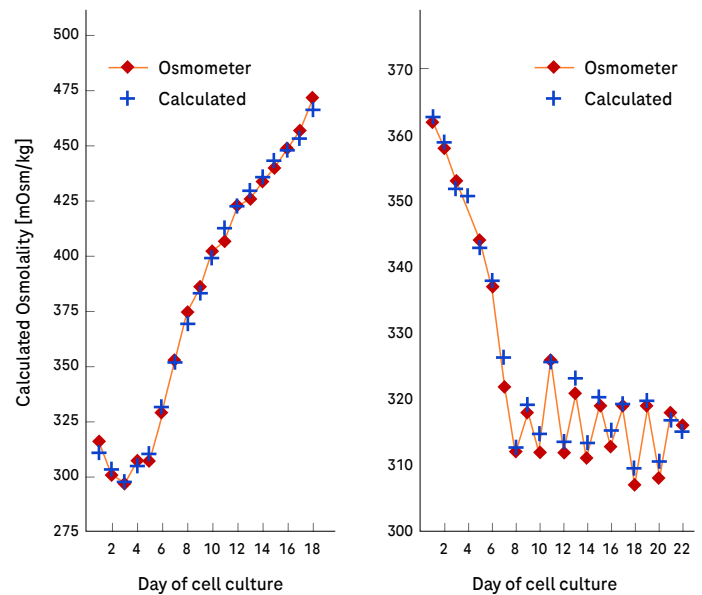 Calculated Osmolality [mOsm/kg]
500
475
450
425
400
375
350
325
300
275
Osmometer
Calculated
2 4 6 8 10 12 14 16 18
Day of cell culture
370
360
350
340
330
320
310
300
Osmometer
Calculated
2 4 6 8 10 12 14 16 18 20 22
Day of cell culture